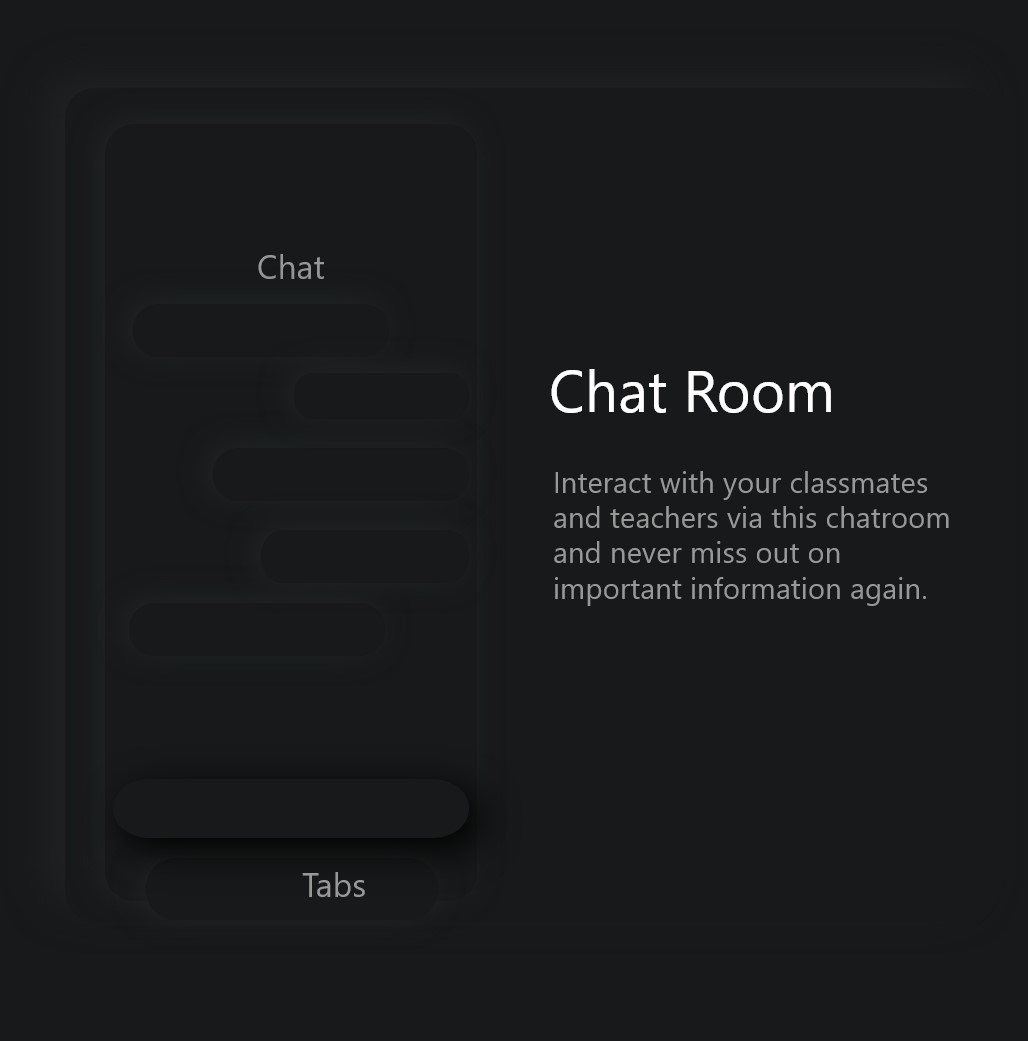 Chat
Chat Room
Interact with your classmates
and teachers via this chatroom
and never miss out on
important information again.
Tabs